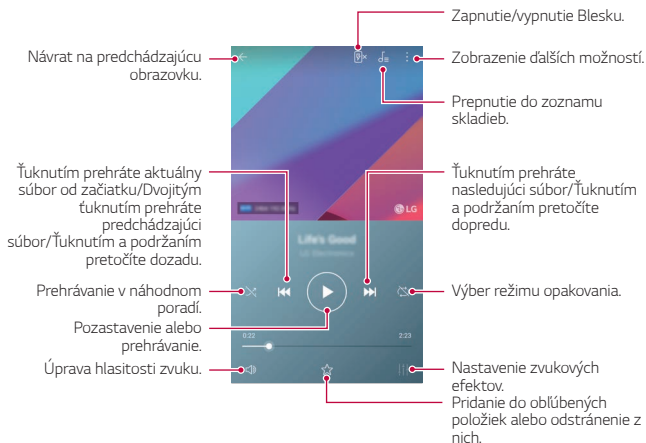 Zapnutie/vypnutie Blesku.
Návrat na predchádzajúcu
obrazovku.
Zobrazenie ďalších možností.
Prepnutie do zoznamu
skladieb.
Ťuknutím prehráte aktuálny
súbor od začiatku/Dvojitým
ťuknutím prehráte
predchádzajúci
súbor/Ťuknutím a podržaním
pretočíte dozadu.
Ťuknutím prehráte
nasledujúci súbor/Ťuknutím
a podržaním pretočíte
dopredu.
LG
Life's Good
LG Electronics
Prehrávanie v náhodnom
poradí.
Výber režimu opakovania.
Pozastavenie alebo
prehrávanie.
0:22
2:23
Úprava hlasitosti zvuku.
Nastavenie zvukových
efektov.
Pridanie do obľúbených
položiek alebo odstránenie z
nich.